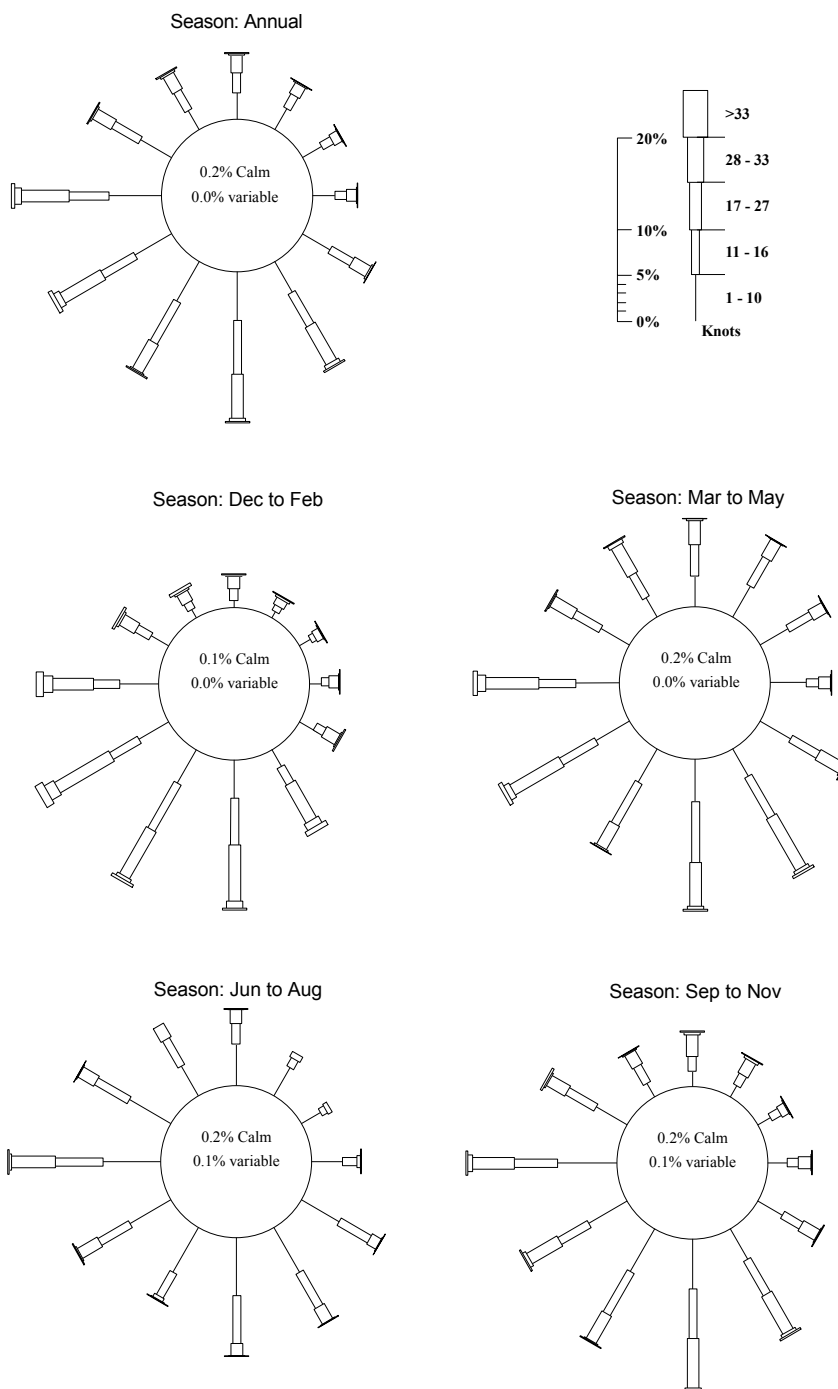 Season: Annual
0.2% Calm
0.0% variable
>33
20%
28 - 33
17 - 27
10%
11 - 16
5%
1 - 10
0%
Knots
Season: Dec to Feb
0.1% Calm
0.0% variable
Season: Mar to May
0.2% Calm
0.0% variable
Season: Jun to Aug
0.2% Calm
0.1% variable
Season: Sep to Nov
0.2% Calm
0.1% variable